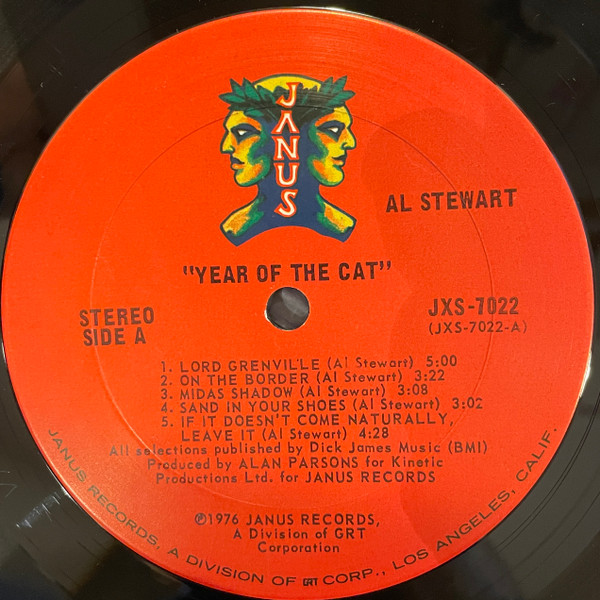 JANUS
AL STEWART
"YEAR OF THE CAT"
STEREO
SIDE A
JXS-7022
(JXS-7022-A)
1. LORD GRENVILLE (Al Stewart) 5:00
2. ON THE BORDER (Al Stewart) 3:22
3. MIDAS SHADOW (Al Stewart) 3:08
4. SAND IN YOUR SHOES (Al Stewart) 3:02
5. IF IT DOESN'T COME NATURALLY,
LEAVE IT (Al Stewart) 4:28
All selections published by Dick James Music (BMI)
Produced by ALAN PARSONS for Kinetic
Productions Ltd. for JANUS RECORDS
℗1976 JANUS RECORDS,
A Division of GRT
Corporation
JANUS RECORDS, A DIVISION OF GRT CORP., LOS ANGELES, CALIF.